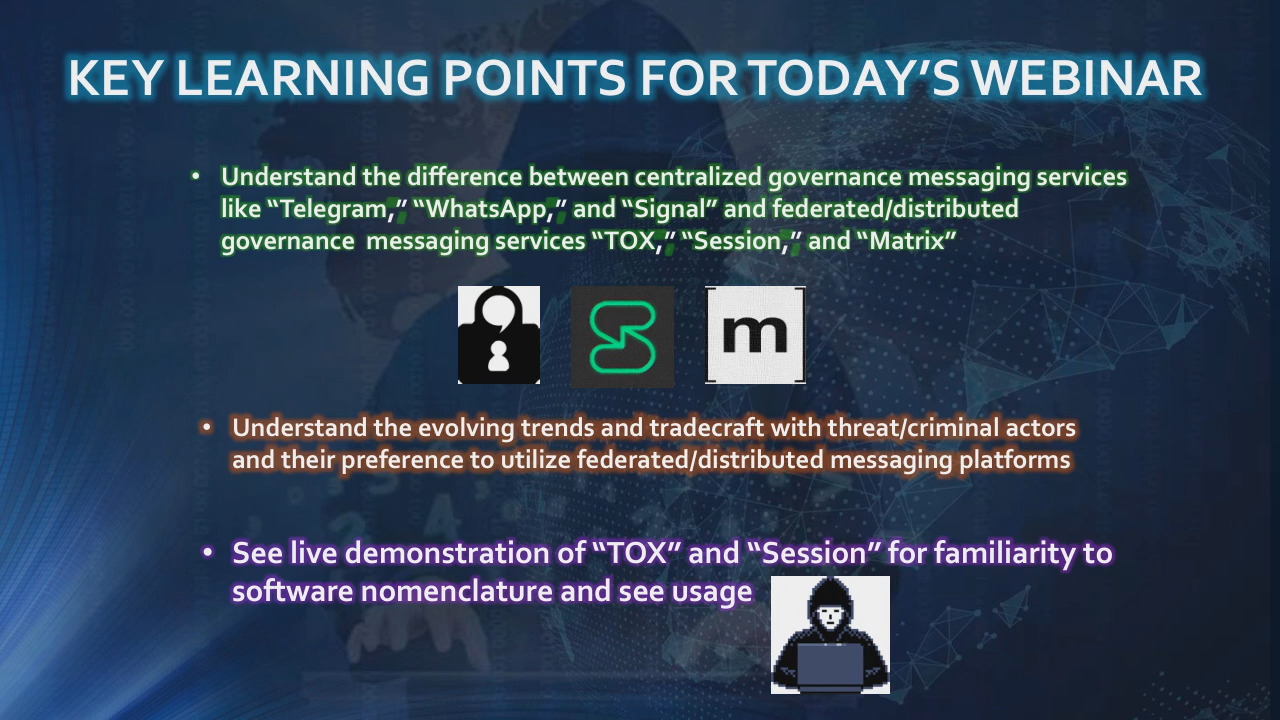 KEY LEARNING POINTS FOR TODAY’S WEBINAR
• Understand the difference between centralized governance messaging services
like “Telegram,” “WhatsApp,” and “Signal” and federated/distributed
governance  messaging services “TOX,” “Session,” and “Matrix”
m
• Understand the evolving trends and tradecraft with threat/criminal actors
and their preference to utilize federated/distributed messaging platforms
• See live demonstration of “TOX” and “Session” for familiarity to
software nomenclature and see usage